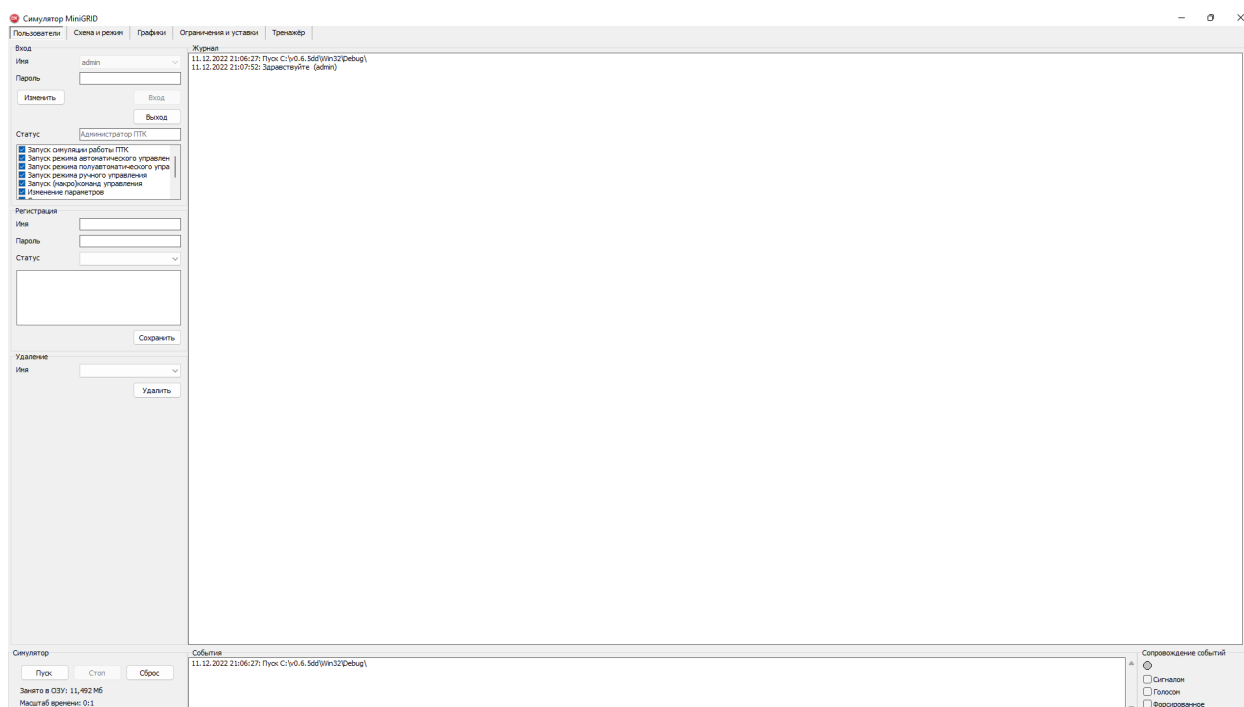 Симулятор MiniGRID
Пользователи Схема и режим Графики Ограничения и уставки Тренажёр
Вход
Имя admin
Пароль
Изменить Вход
Выход
Статус Администратор ПТК
Запуск симуляции работы ПТК
Запуск режима автоматического управлен
Запуск режима полуавтоматического упра
Запуск режима ручного управления
Запуск (макро)команд управления
Изменение параметров
Регистрация
Имя
Пароль
Статус
Сохранить
Удаление
Имя
Удалить
Журнал
11.12.2022 21:06:27: Пуск C:\v0.6.5dd\Win32\Debug\
11.12.2022 21:07:52: Здравствуйте (admin)
Симулятор
Пуск Стоп Сброс
Занято в ОЗУ: 11,492 Мб
Масштаб времени: 0:1
События
11.12.2022 21:06:27: Пуск C:\v0.6.5dd\Win32\Debug\
Сопровождение событий
Сигналом
Голосом
Форсированное